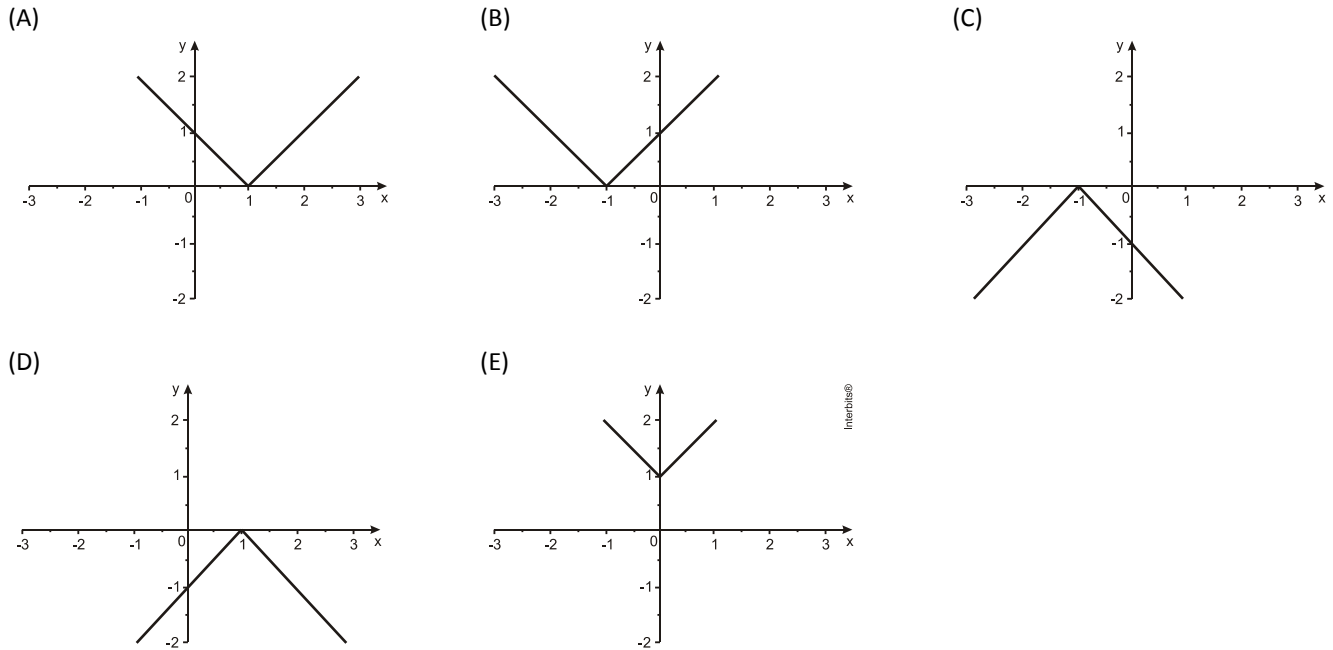 (A) (B) (C)
y y y
2 2 2
1 1 1
-3 -2 -1 0 1 2 3 x -3 -2 -1 0 1 2 3 x -3 -2 -1 0 1 2 3 x
-1 -1 -1
-2 -2 -2
(D) (E)
y y
2 2
1 1
-3 -2 -1 0 1 2 3 x -3 -2 -1 0 1 2 3 x
-1 -1
-2 -2
Interbits®